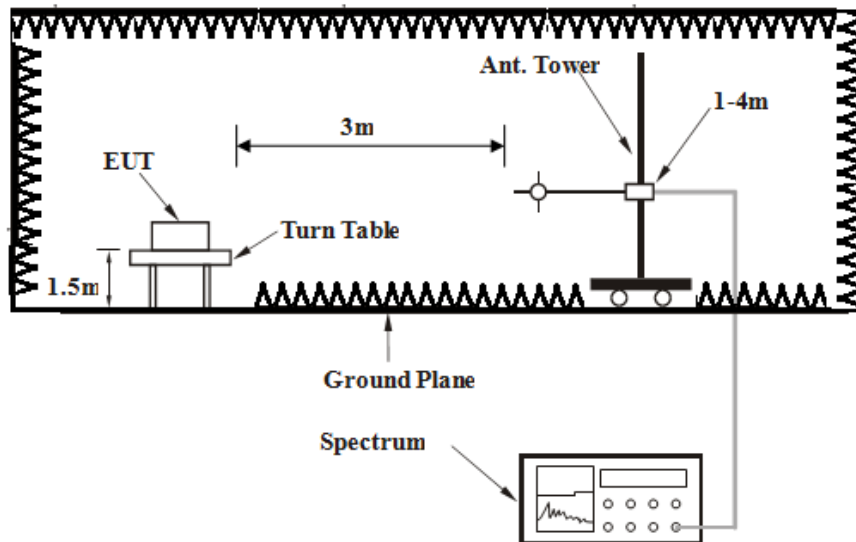 Ant. Tower
1-4m
3m
EUT
Turn Table
1.5m
Ground Plane
Spectrum